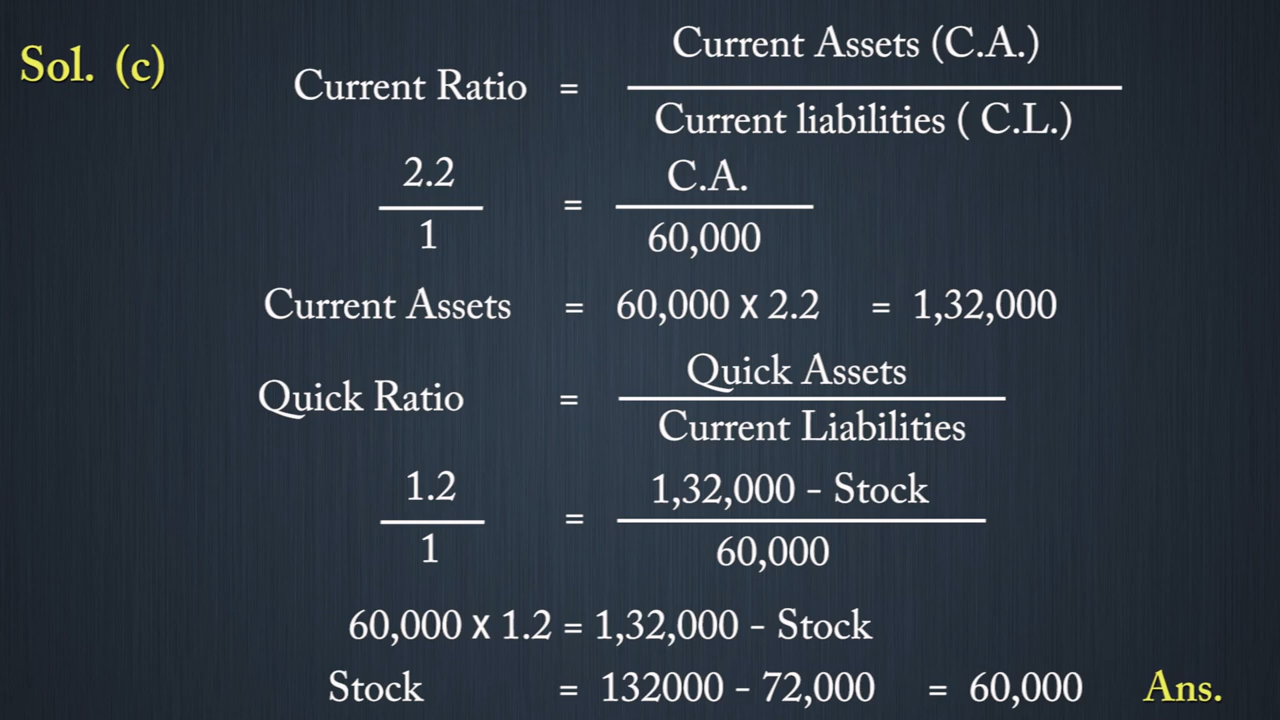 Sol. (c)
Current Ratio = Current Assets (C.A.) / Current liabilities ( C.L.)
2.2 / 1 = C.A. / 60,000
Current Assets = 60,000 x 2.2 = 1,32,000
Quick Ratio = Quick Assets / Current Liabilities
1.2 / 1 = 1,32,000 - Stock / 60,000
60,000 x 1.2 = 1,32,000 - Stock
Stock = 132000 - 72,000 = 60,000 Ans.